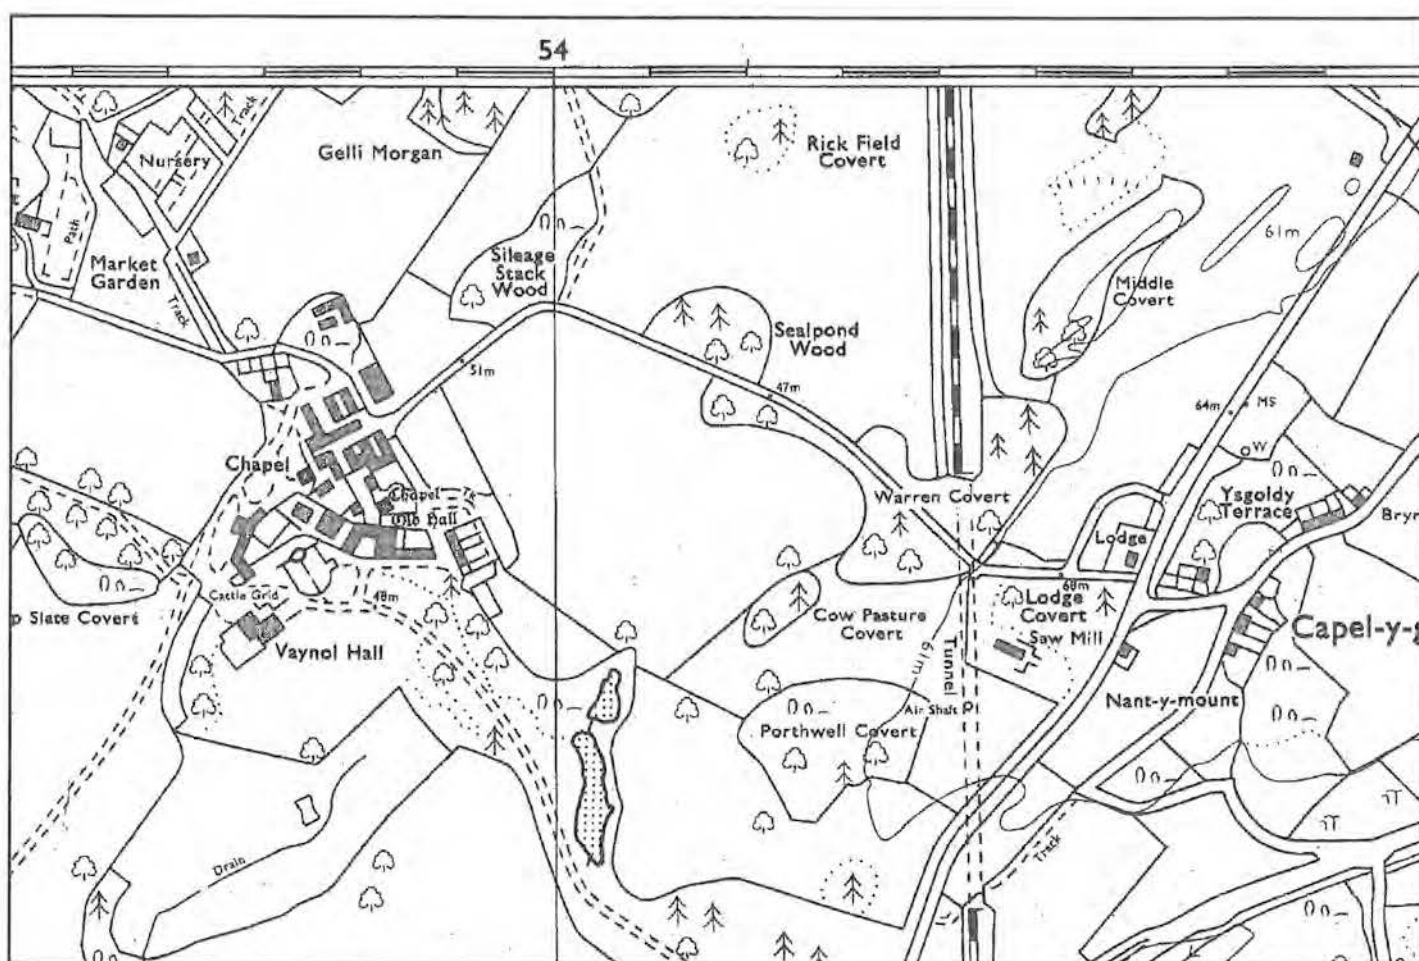 54
Track
Nursery
Gelli Morgan
Rick Field
Covert
Path
61m
Market
Garden
Sileage
Stack
Wood
Middle
Covert
Track
Sealpond
Wood
51m
47m
64m
MS
W
Chapel
Chapel
Tk
Old Hall
Warren Covert
Ysgoldy
Terrace
Bryn
Lodge
Cattle Grid
48m
68m
p Slate Covert
Cow Pasture
Covert
Lodge
Covert
Saw Mill
Capel-y-g
Vaynol Hall
Tunnel
61m
Nant-y-mount
Air Shaft
Porthwell Covert
Drain
Track